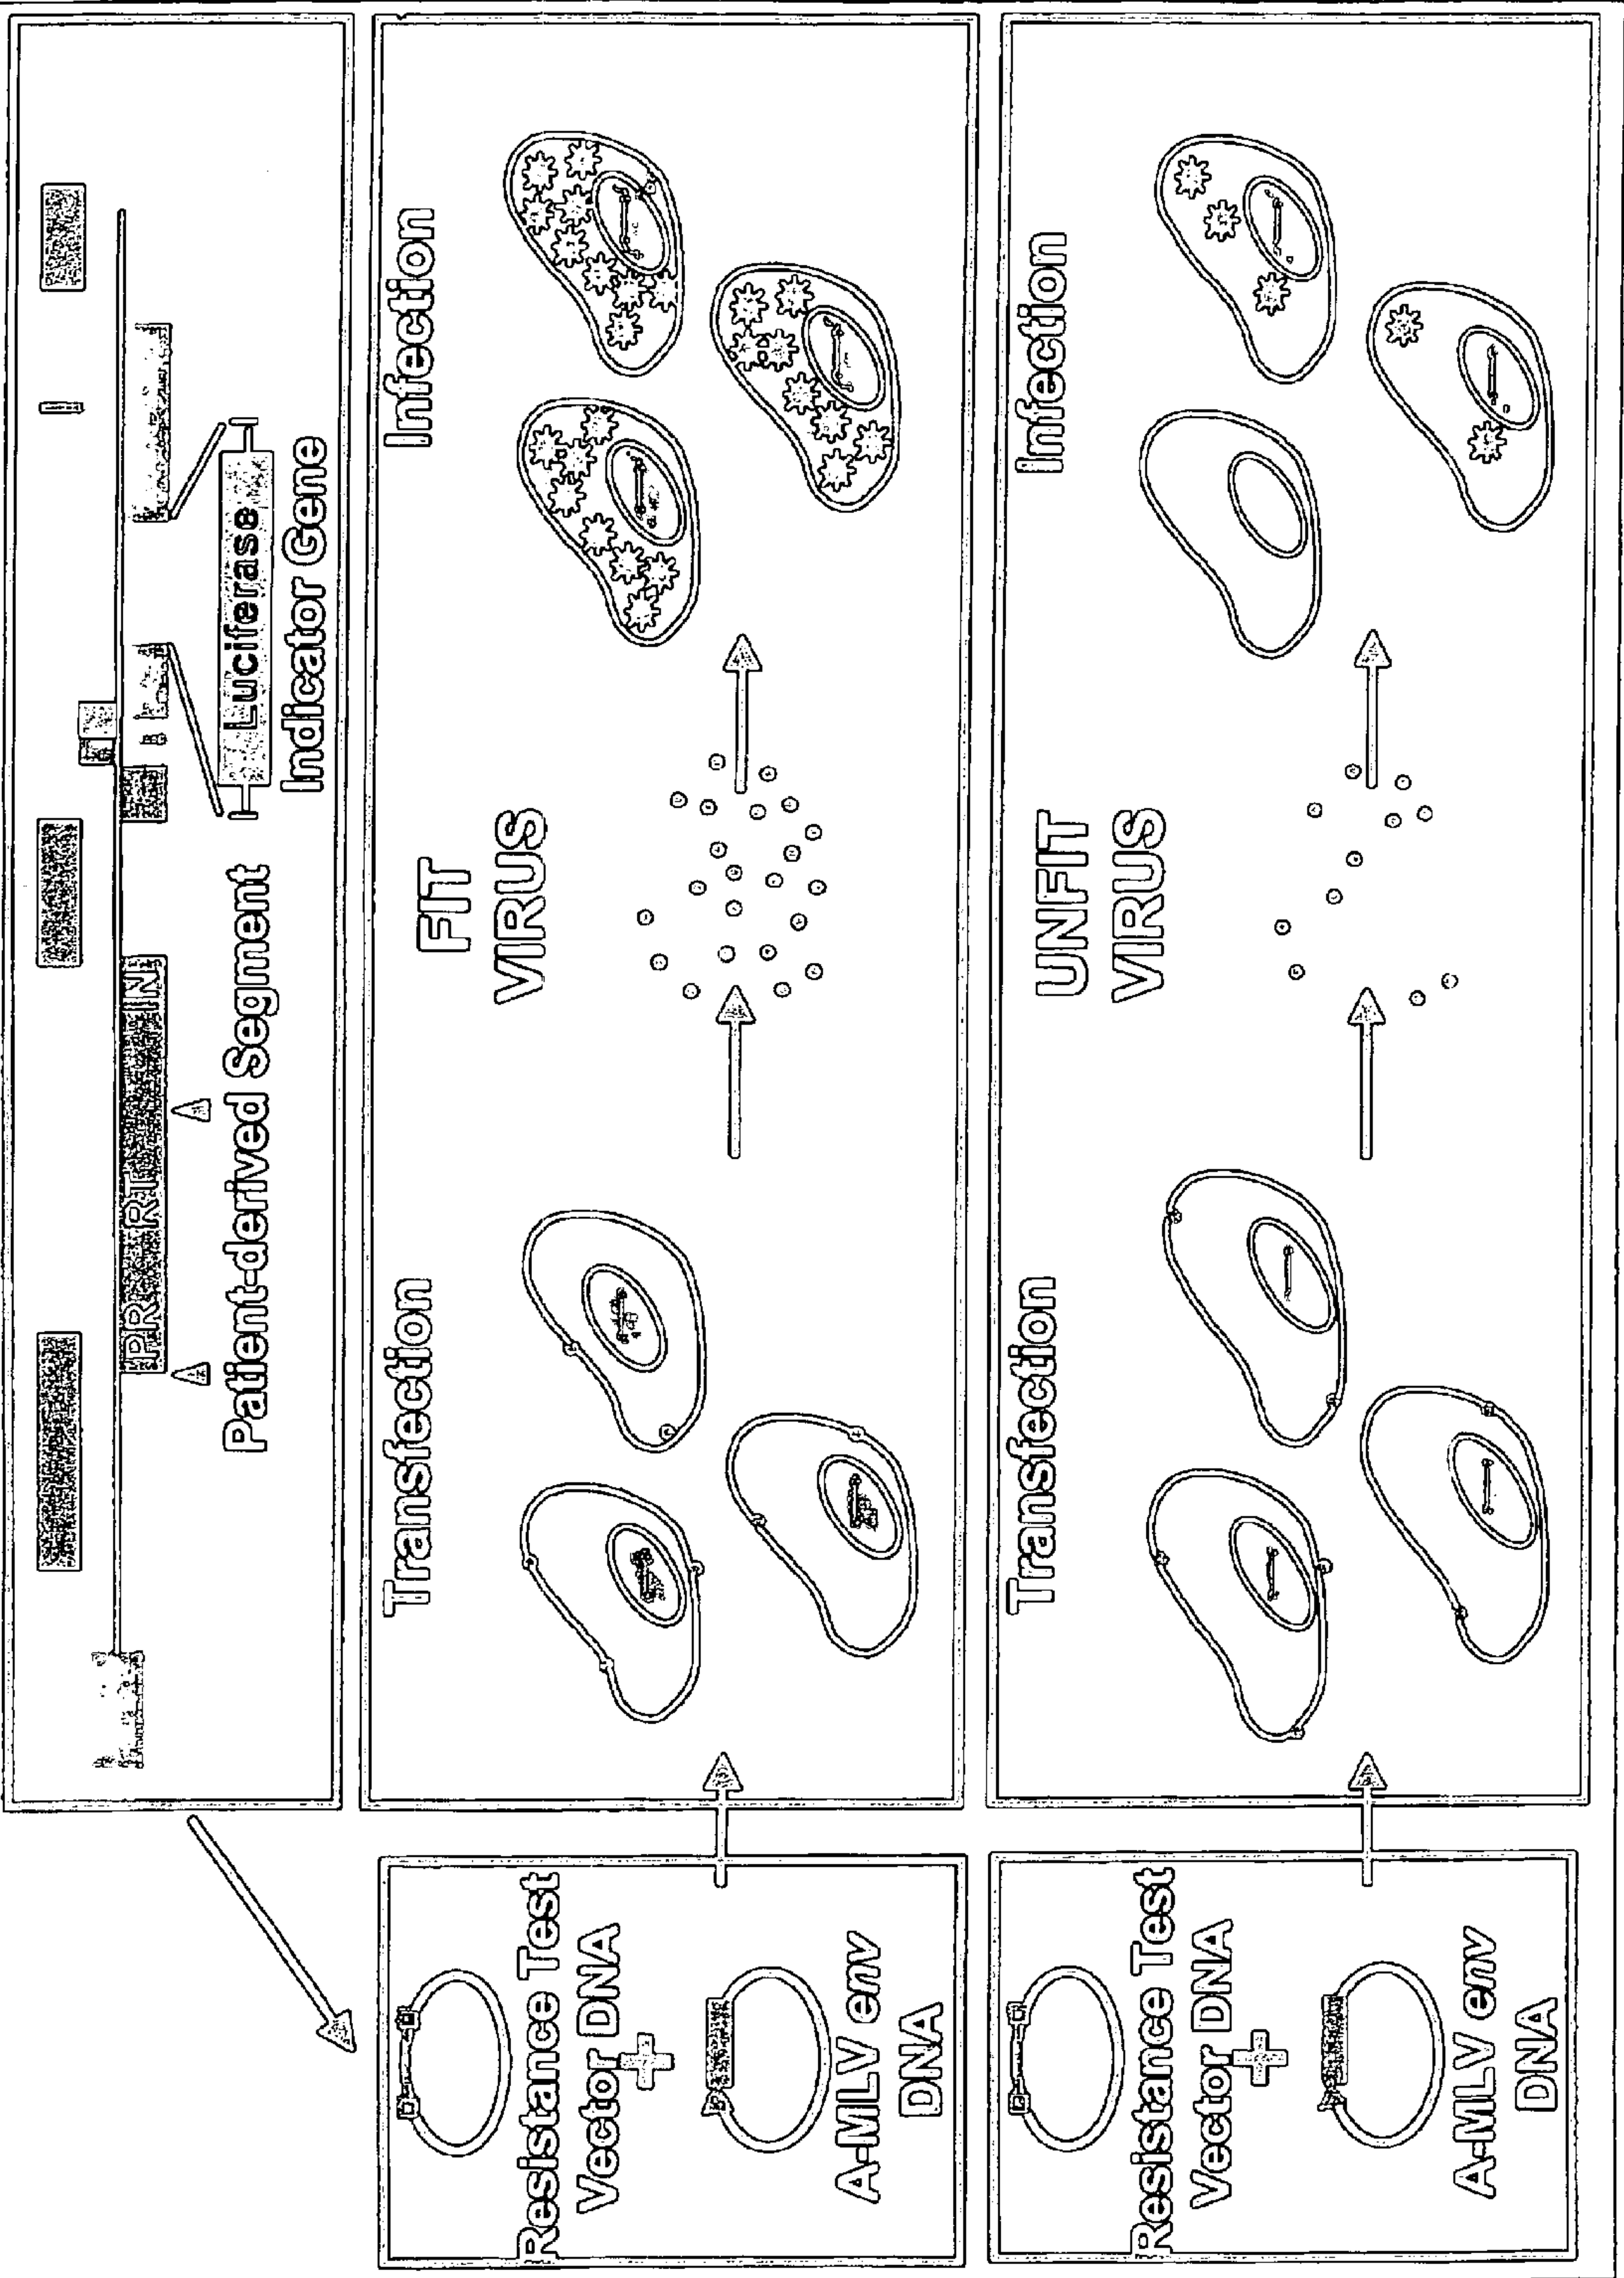 PR
RT
IN
Patient-derived Segment
Luciferase
Indicator Gene
Resistance Test
Vector DNA
A-MLV env
DNA
Transfection
FIT
VIRUS
Infection
Resistance Test
Vector DNA
A-MLV env
DNA
Transfection
UNFIT
VIRUS
Infection